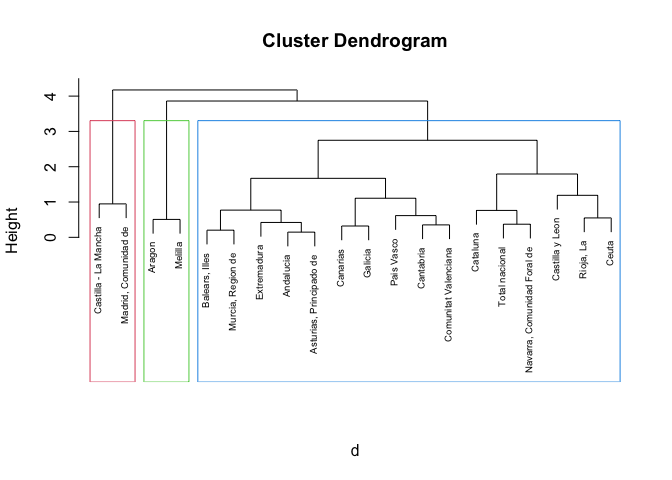 Cluster Dendrogram
Height
4
3
2
1
0
Castilla - La Mancha
Madrid, Comunidad de
Aragon
Melilla
Balears, Illes
Murcia, Region de
Extremadura
Andalucia
Asturias, Principado de
Canarias
Galicia
Pais Vasco
Cantabria
Comunitat Valenciana
Cataluna
Total nacional
Navarra, Comunidad Foral de
Castilla y Leon
Rioja, La
Ceuta
d